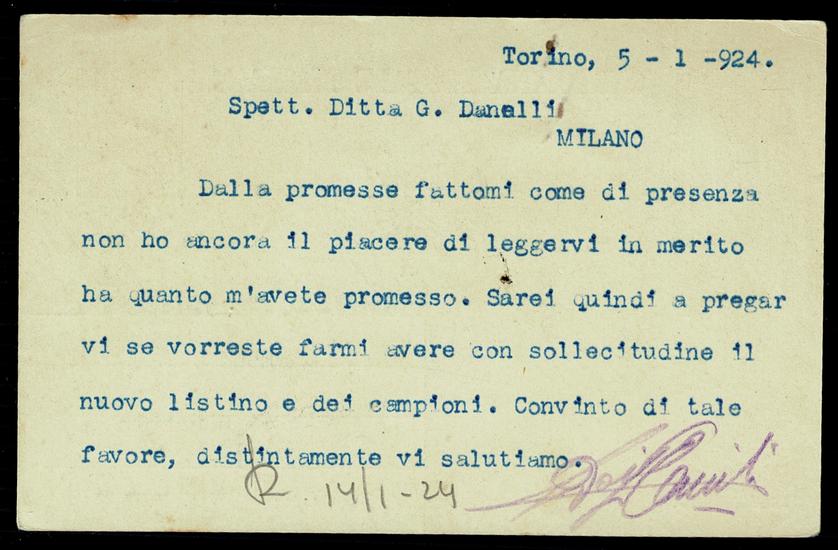 Torino, 5 - 1 -924.
Spett. Ditta G. Danelli
MILANO
Dalla promesse fattomi come di presenza
non ho ancora il piacere di leggervi in merito
ha quanto m'avete promesso. Sarei quindi a pregar
vi se vorreste farmi avere con sollecitudine il
nuovo listino e dei campioni. Convinto di tale
favore, distintamente vi salutiamo.
R. 14/1-24